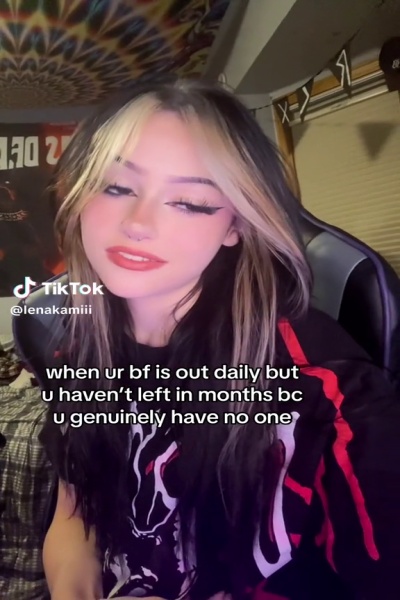 TikTok
@lenakamiii
when ur bf is out daily but
u haven't left in months bc
u genuinely have no one